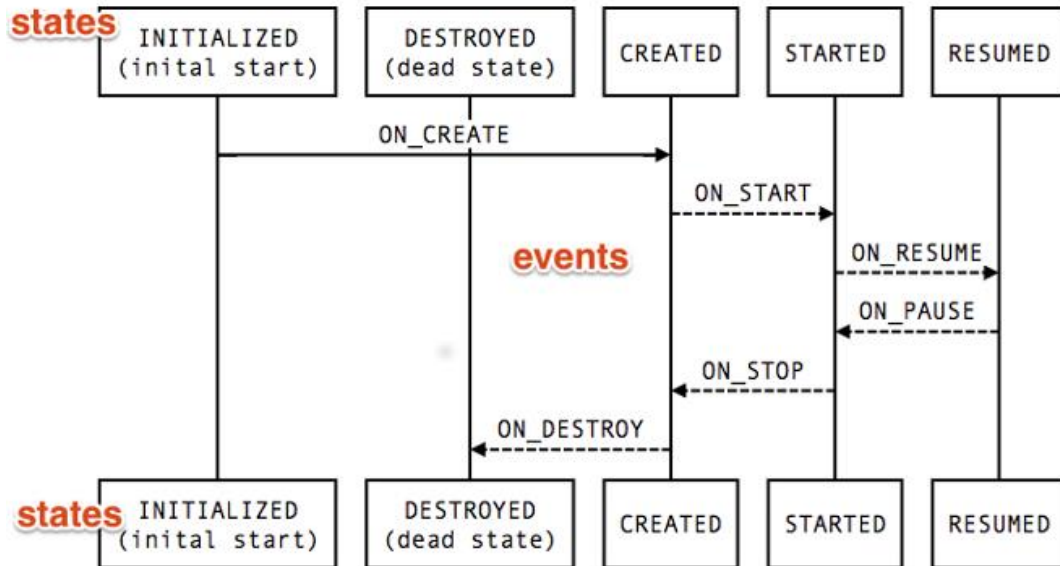 states
INITIALIZED
(inital start)
DESTROYED
(dead state)
CREATED
STARTED
RESUMED
ON_CREATE
ON_START
events
ON_RESUME
ON_PAUSE
ON_STOP
ON_DESTROY
states
INITIALIZED
(inital start)
DESTROYED
(dead state)
CREATED
STARTED
RESUMED